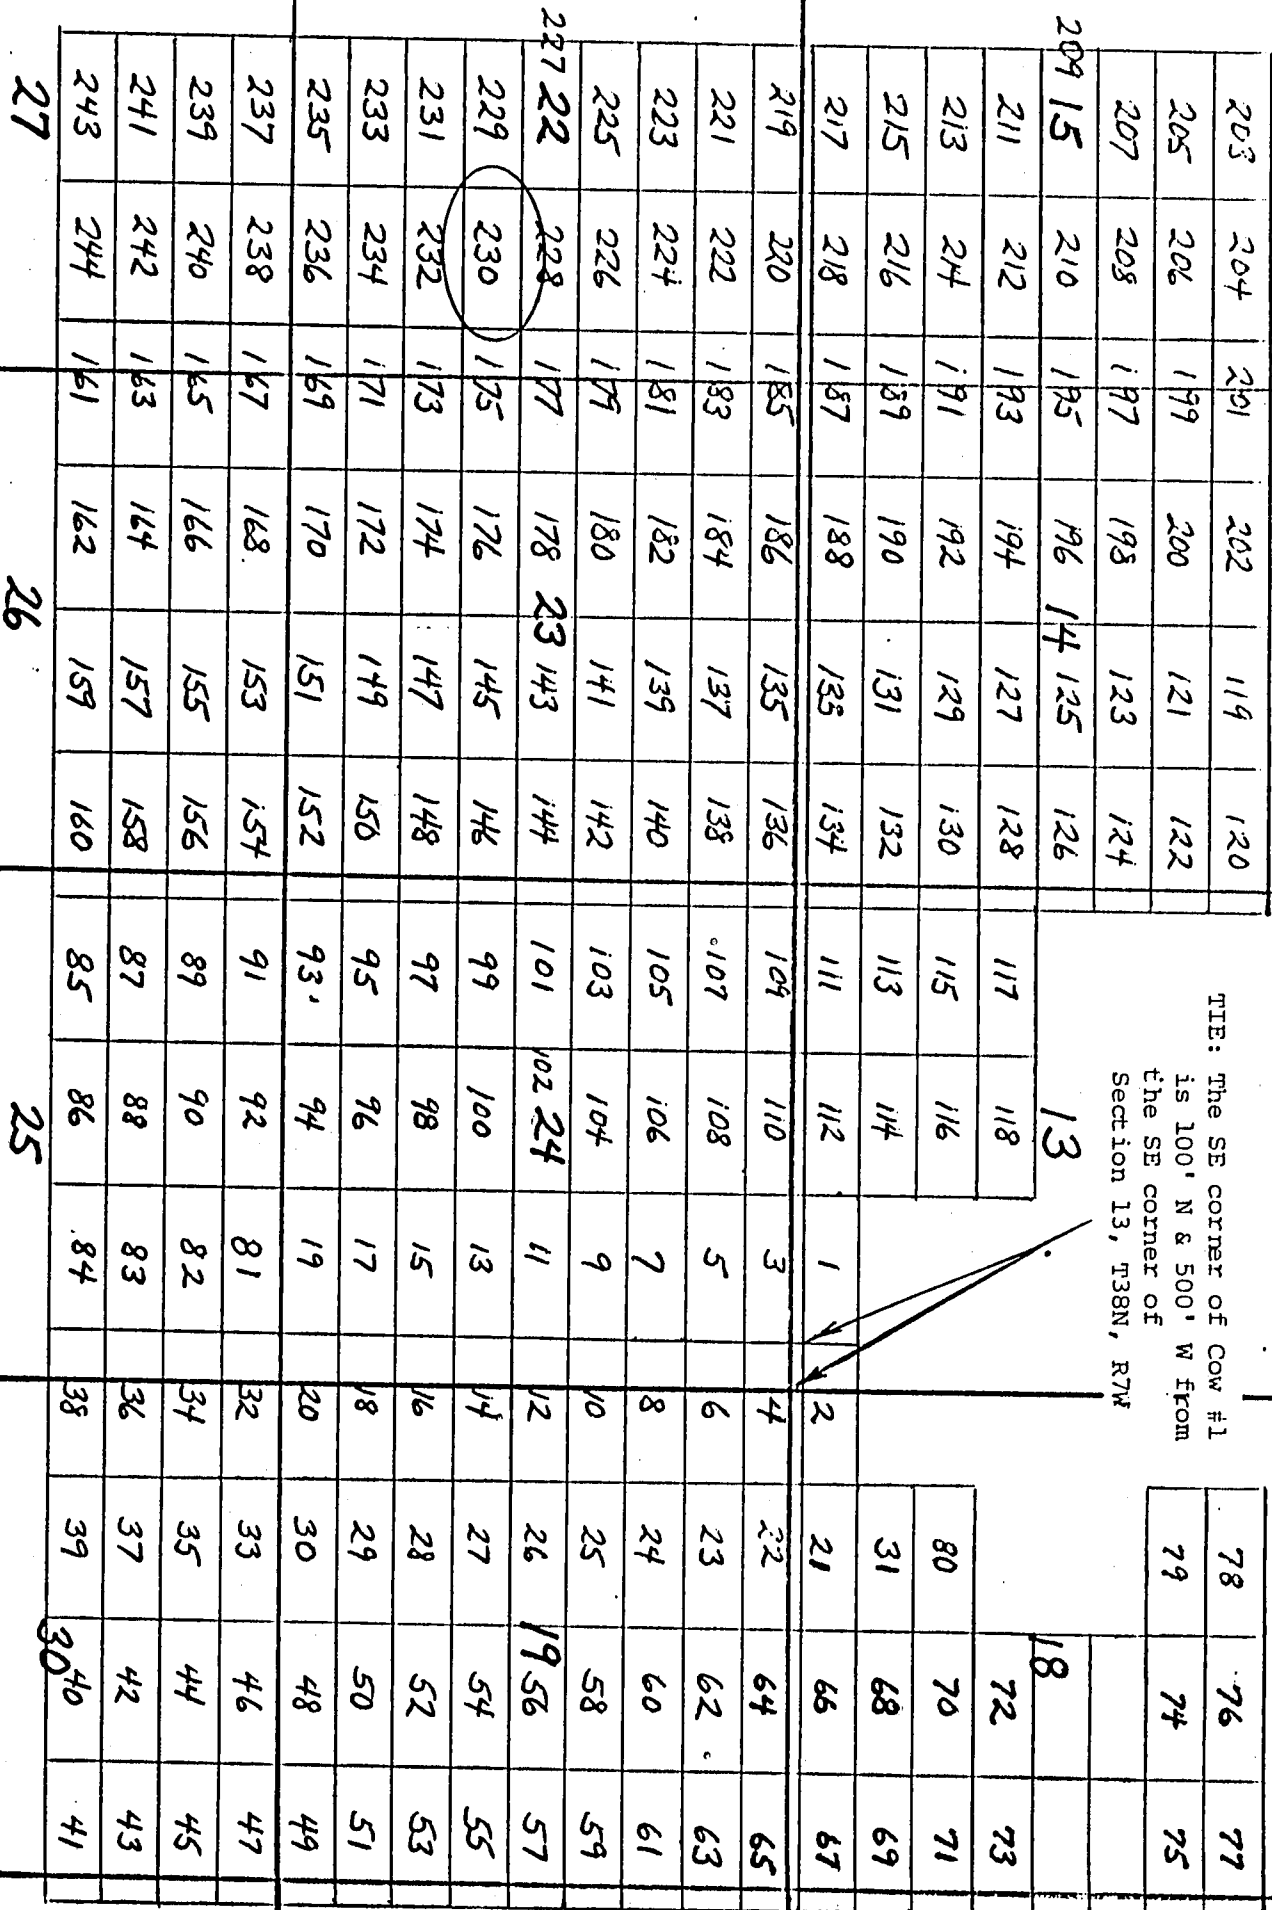 203 204 201 202 119 120 TIE: The SE corner of Cow #1 78 76 77
205 206 199 200 121 122 is 100' N & 500' W from 79 74 75
the SE corner of
207 208 197 198 123 124 Section 13, T38N, R7W
209 15 210 195 196 14 125 126 13 18
211 212 193 194 127 128 117 118 72 73
213 214 191 192 129 130 115 116 80 70 71
215 216 189 190 131 132 113 114 31 68 69
217 218 187 188 133 134 111 112 1 2 21 66 67
219 220 185 186 135 136 109 110 3 4 22 64 65
221 222 183 184 137 138 107 108 5 6 23 62 63
223 224 181 182 139 140 105 106 7 8 24 60 61
225 226 179 180 141 142 103 104 9 10 25 58 59
227 22 228 177 178 23 143 144 101 102 24 11 12 26 19 56 57
229 230 175 176 145 146 99 100 13 14 27 54 55
231 232 173 174 147 148 97 98 15 16 28 52 53
233 234 171 172 149 150 95 96 17 18 29 50 51
235 236 169 170 151 152 93 94 19 20 30 48 49
237 238 167 168 153 154 91 92 81 32 33 46 47
239 240 165 166 155 156 89 90 82 34 35 44 45
241 242 163 164 157 158 87 88 83 36 37 42 43
243 244 161 162 159 160 85 86 84 38 39 40 41
27 26 25 30